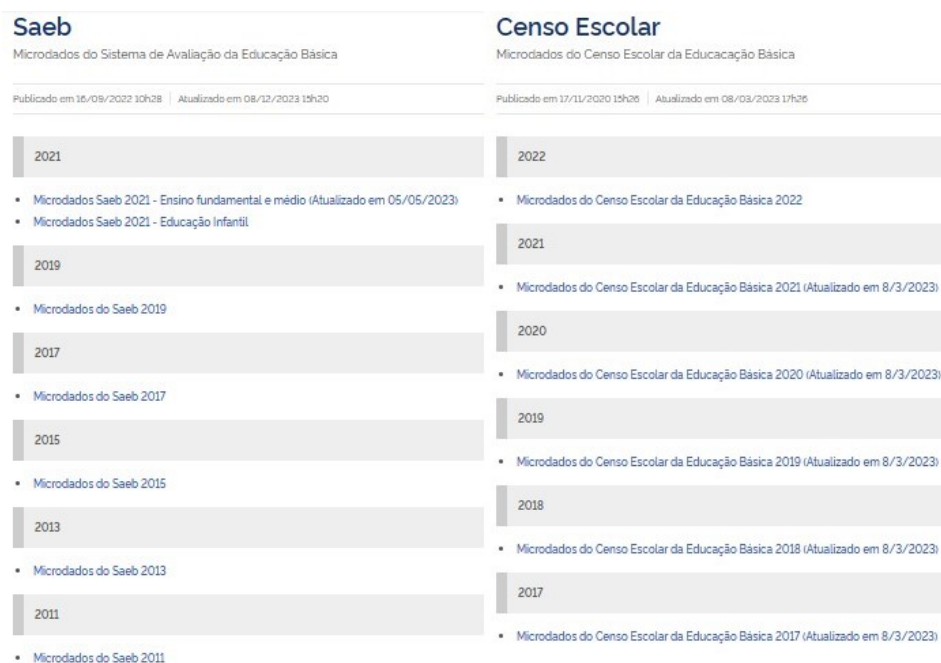 Saeb
Microdados do Sistema de Avaliação da Educação Básica
Publicado em 16/09/2022 10h28 | Atualizado em 08/12/2023 15h20
2021
Microdados Saeb 2021 - Ensino fundamental e médio (Atualizado em 05/05/2023)
Microdados Saeb 2021 - Educação Infantil
2019
Microdados do Saeb 2019
2017
Microdados do Saeb 2017
2015
Microdados do Saeb 2015
2013
Microdados do Saeb 2013
2011
Microdados do Saeb 2011
Censo Escolar
Microdados do Censo Escolar da Educacação Básica
Publicado em 17/11/2020 15h26 | Atualizado em 08/03/2023 17h26
2022
Microdados do Censo Escolar da Educação Básica 2022
2021
Microdados do Censo Escolar da Educação Básica 2021 (Atualizado em 8/3/2023)
2020
Microdados do Censo Escolar da Educação Básica 2020 (Atualizado em 8/3/2023)
2019
Microdados do Censo Escolar da Educação Básica 2019 (Atualizado em 8/3/2023)
2018
Microdados do Censo Escolar da Educação Básica 2018 (Atualizado em 8/3/2023)
2017
Microdados do Censo Escolar da Educação Básica 2017 (Atualizado em 8/3/2023)